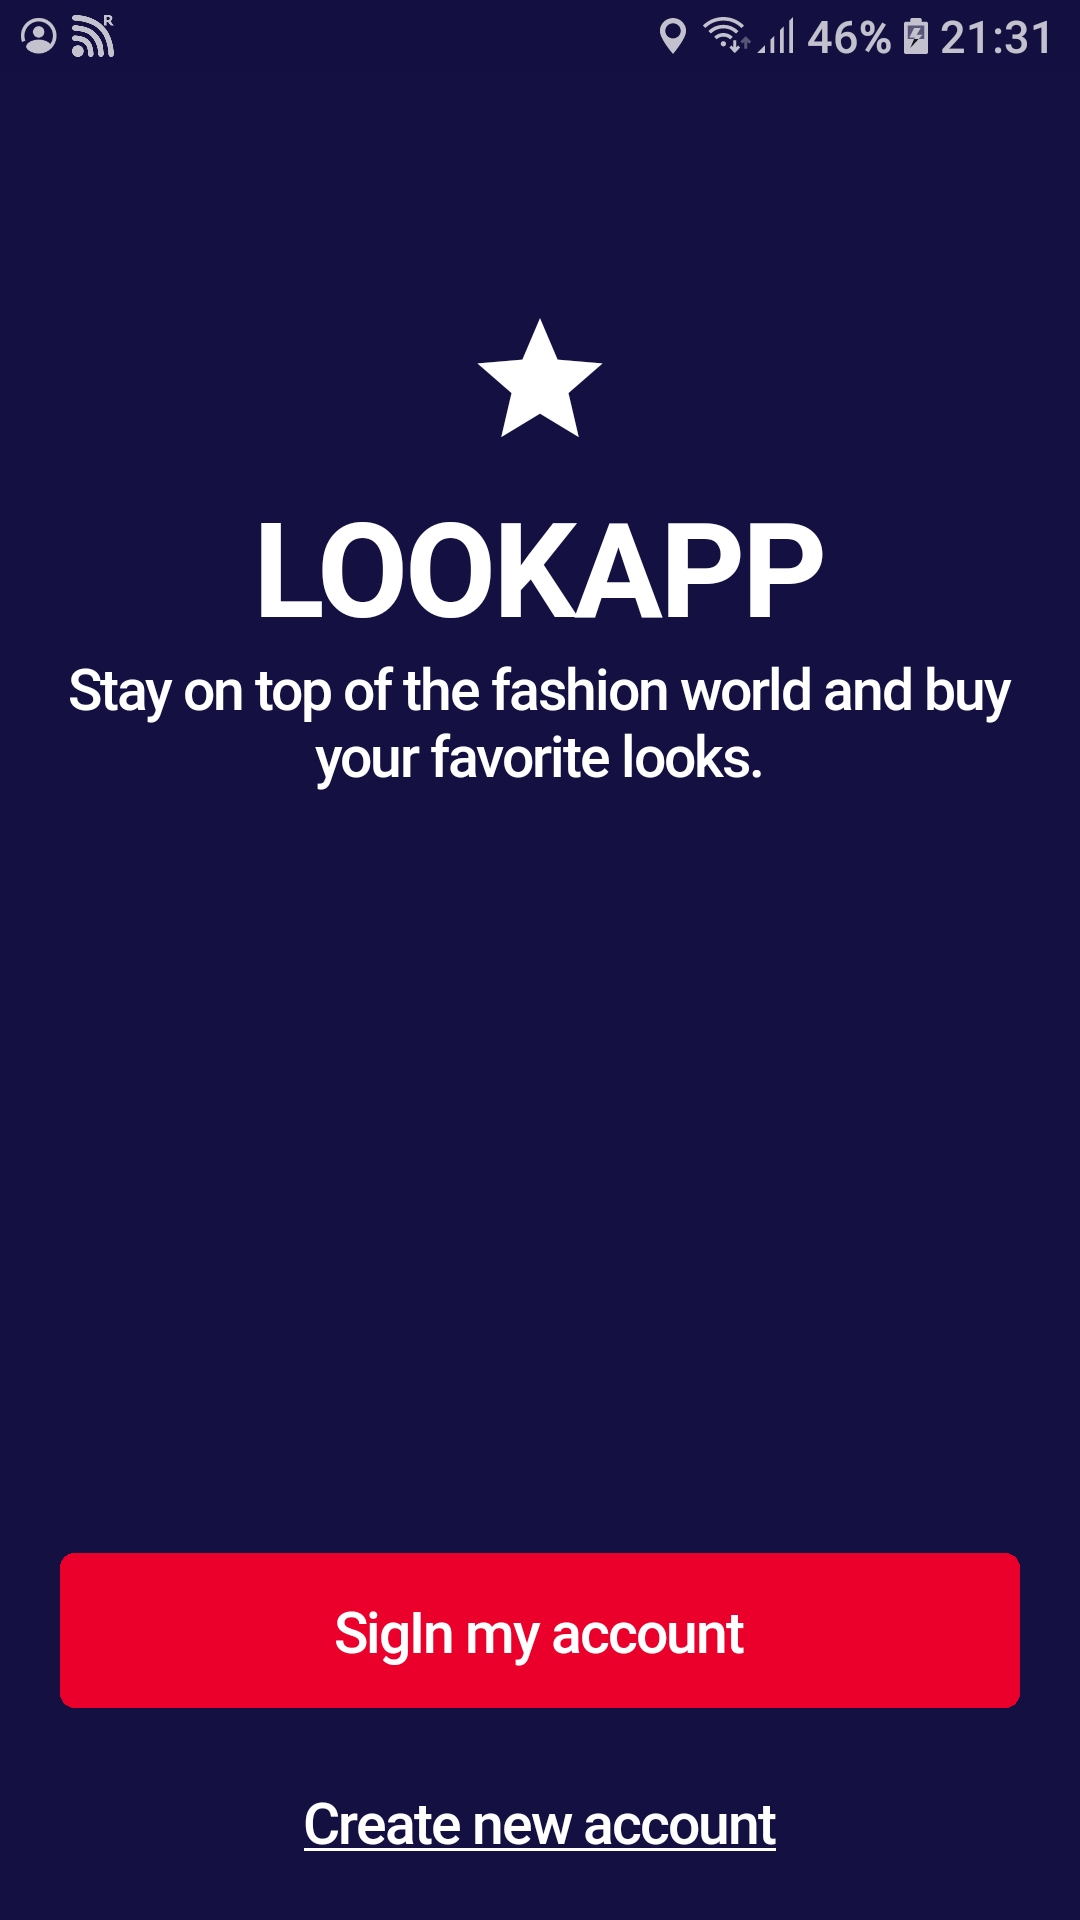 R
46% 21:31
LOOKAPP
Stay on top of the fashion world and buy
your favorite looks.
SigIn my account
Create new account